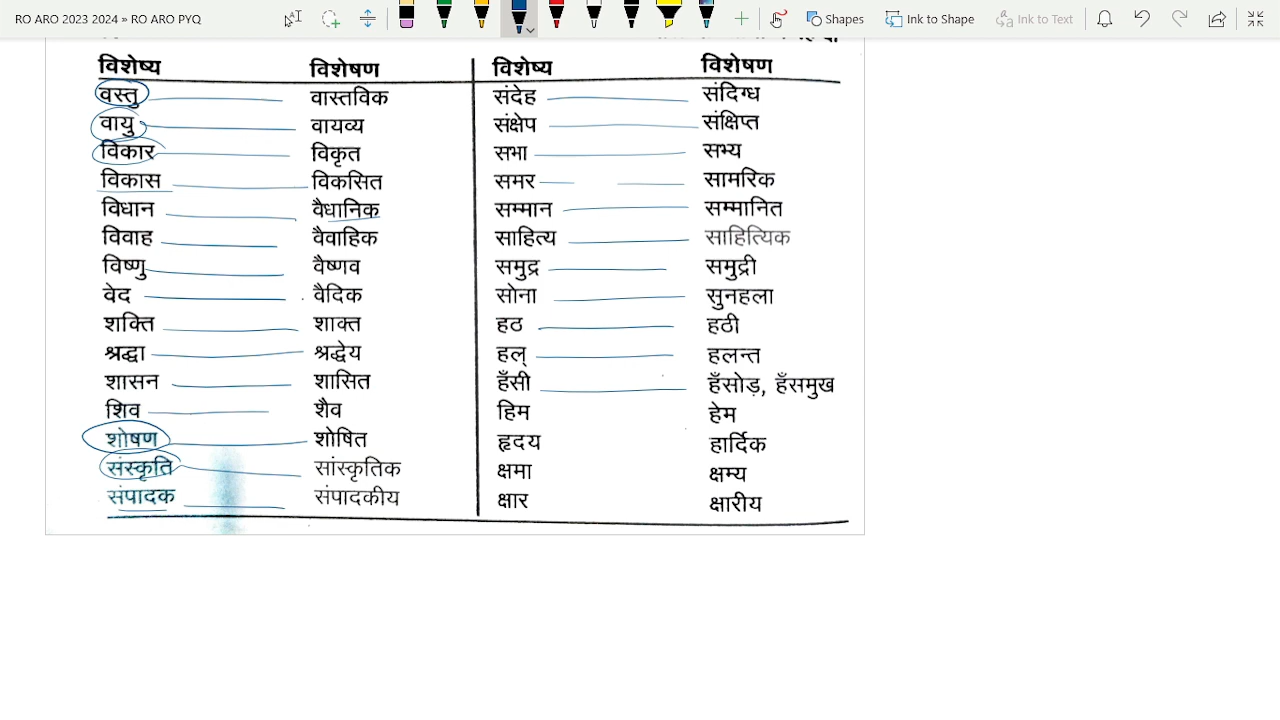 RO ARO 2023 2024 » RO ARO PYQ Shapes Ink to Shape Ink to Text
विशेष्य विशेषण विशेष्य विशेषण
वस्तु वास्तविक संदेह संदिग्ध
वायु वायव्य संक्षेप संक्षिप्त
विकार विकृत सभा सभ्य
विकास विकसित समर सामरिक
विधान वैधानिक सम्मान सम्मानित
विवाह वैवाहिक साहित्य साहित्यिक
विष्णु वैष्णव समुद्र समुद्री
वेद वैदिक सोना सुनहला
शक्ति शाक्त हठ हठी
श्रद्धा श्रद्धेय हल् हलन्त
शासन शासित हँसी हँसोड़, हँसमुख
शिव शैव हिम हेम
शोषण शोषित हृदय हार्दिक
संस्कृति सांस्कृतिक क्षमा क्षम्य
संपादक संपादकीय क्षार क्षारीय